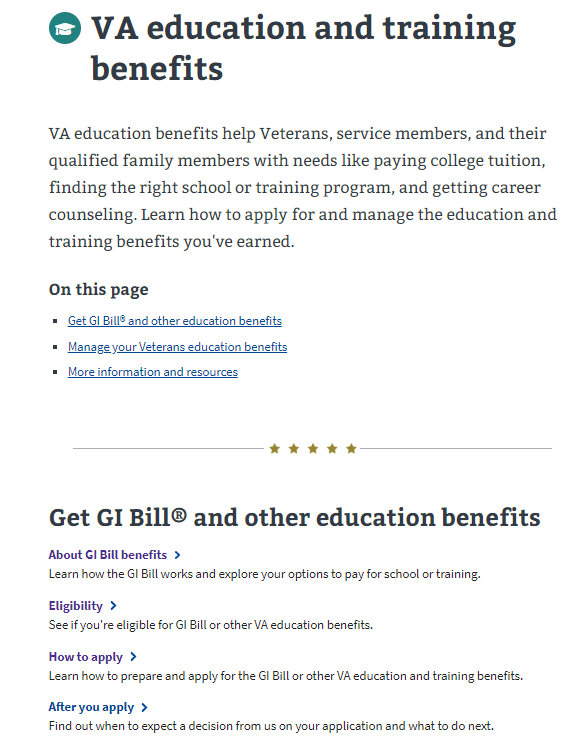 VA education and training
benefits
VA education benefits help Veterans, service members, and their
qualified family members with needs like paying college tuition,
finding the right school or training program, and getting career
counseling. Learn how to apply for and manage the education and
training benefits you've earned.
On this page
Get GI Bill® and other education benefits
Manage your Veterans education benefits
More information and resources
Get GI Bill® and other education benefits
About GI Bill benefits
Learn how the GI Bill works and explore your options to pay for school or training.
Eligibility
See if you're eligible for GI Bill or other VA education benefits.
How to apply
Learn how to prepare and apply for the GI Bill or other VA education and training benefits.
After you apply
Find out when to expect a decision from us on your application and what to do next.